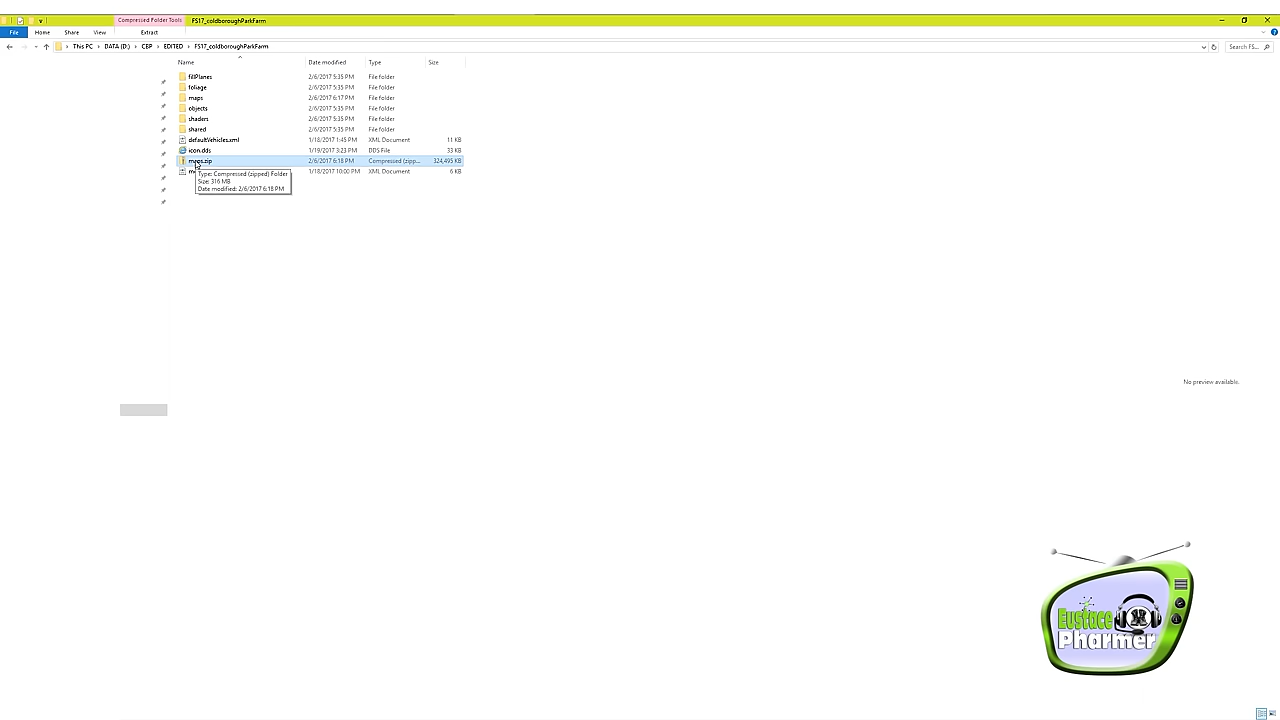 Compressed Folder Tools FS17_coldboroughParkFarm
File Home Share View Extract
This PC > DATA (D:) > CBP > EDITED > FS17_coldboroughParkFarm Search FS...
Name Date modified Type Size
fillPlanes 2/6/2017 5:35 PM File folder
foliage 2/6/2017 5:35 PM File folder
maps 2/6/2017 6:17 PM File folder
objects 2/6/2017 5:35 PM File folder
shaders 2/6/2017 5:35 PM File folder
shared 2/6/2017 5:35 PM File folder
defaultVehicles.xml 1/18/2017 1:45 PM XML Document 11 KB
icon.dds 1/19/2017 3:23 PM DDS File 33 KB
maps.zip 2/6/2017 6:18 PM Compressed (zipp... 324,495 KB
1/18/2017 10:00 PM XML Document 6 KB
Type: Compressed (zipped) Folder
Size: 316 MB
Date modified: 2/6/2017 6:18 PM
No preview available.
Eustace
Pharmer